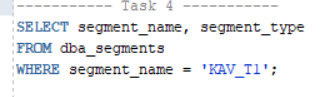 ----------- Task 4 -----------
SELECT segment_name, segment_type
FROM dba_segments
WHERE segment_name = 'KAV_T1';